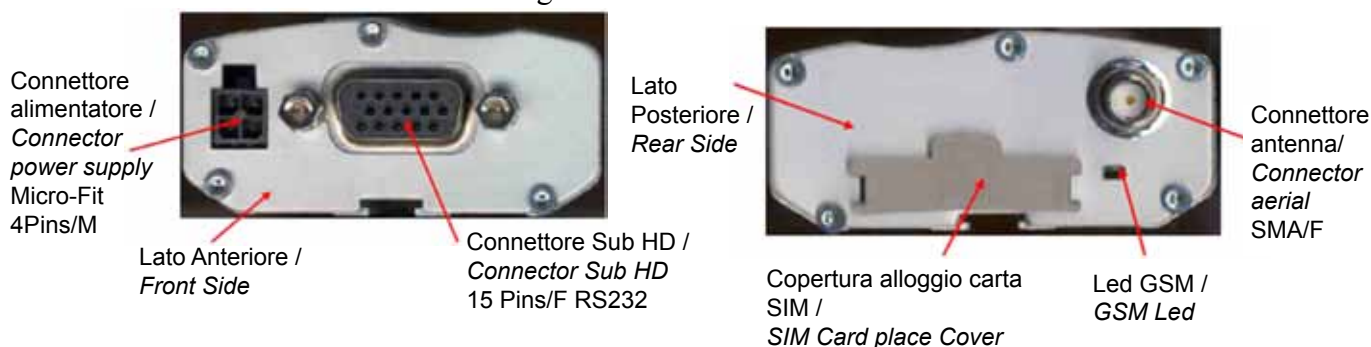 Connettore
alimentatore /
Connector
power supply
Micro-Fit
4Pins/M
Lato Anteriore /
Front Side
Connettore Sub HD /
Connector Sub HD
15 Pins/F RS232
Lato
Posteriore /
Rear Side
Copertura alloggio carta
SIM /
SIM Card place Cover
Led GSM /
GSM Led
Connettore
antenna/
Connector
aerial
SMA/F